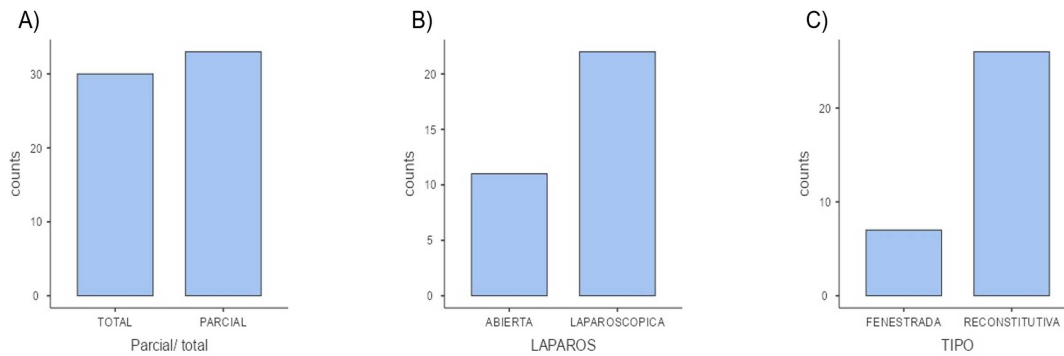 A)
counts
30
20
10
0
TOTAL PARCIAL
Parcial/ total
B)
counts
20
15
10
5
0
ABIERTA LAPAROSCOPICA
LAPAROS
C)
counts
20
10
0
FENESTRADA RECONSTITUTIVA
TIPO